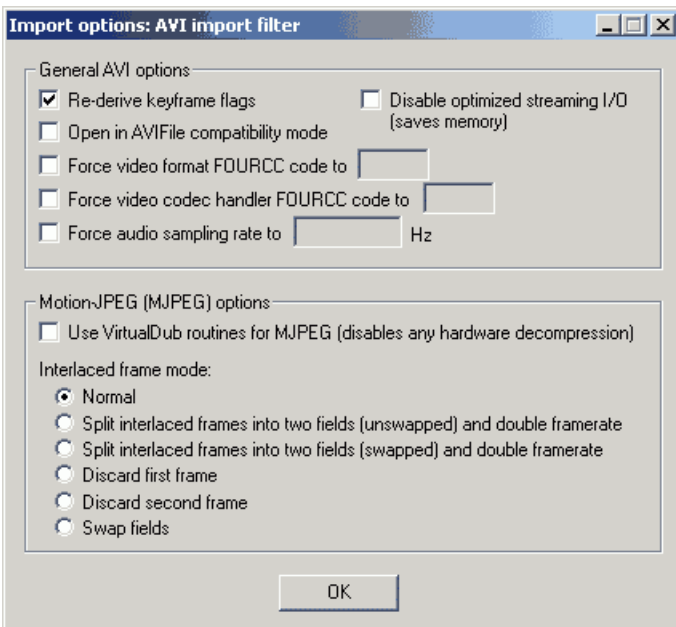 Import options: AVI import filter
General AVI options
Re-derive keyframe flags
Disable optimized streaming I/O
(saves memory)
Open in AVIFile compatibility mode
Force video format FOURCC code to
Force video codec handler FOURCC code to
Force audio sampling rate to Hz
Motion-JPEG (MJPEG) options
Use VirtualDub routines for MJPEG (disables any hardware decompression)
Interlaced frame mode:
Normal
Split interlaced frames into two fields (unswapped) and double framerate
Split interlaced frames into two fields (swapped) and double framerate
Discard first frame
Discard second frame
Swap fields
OK